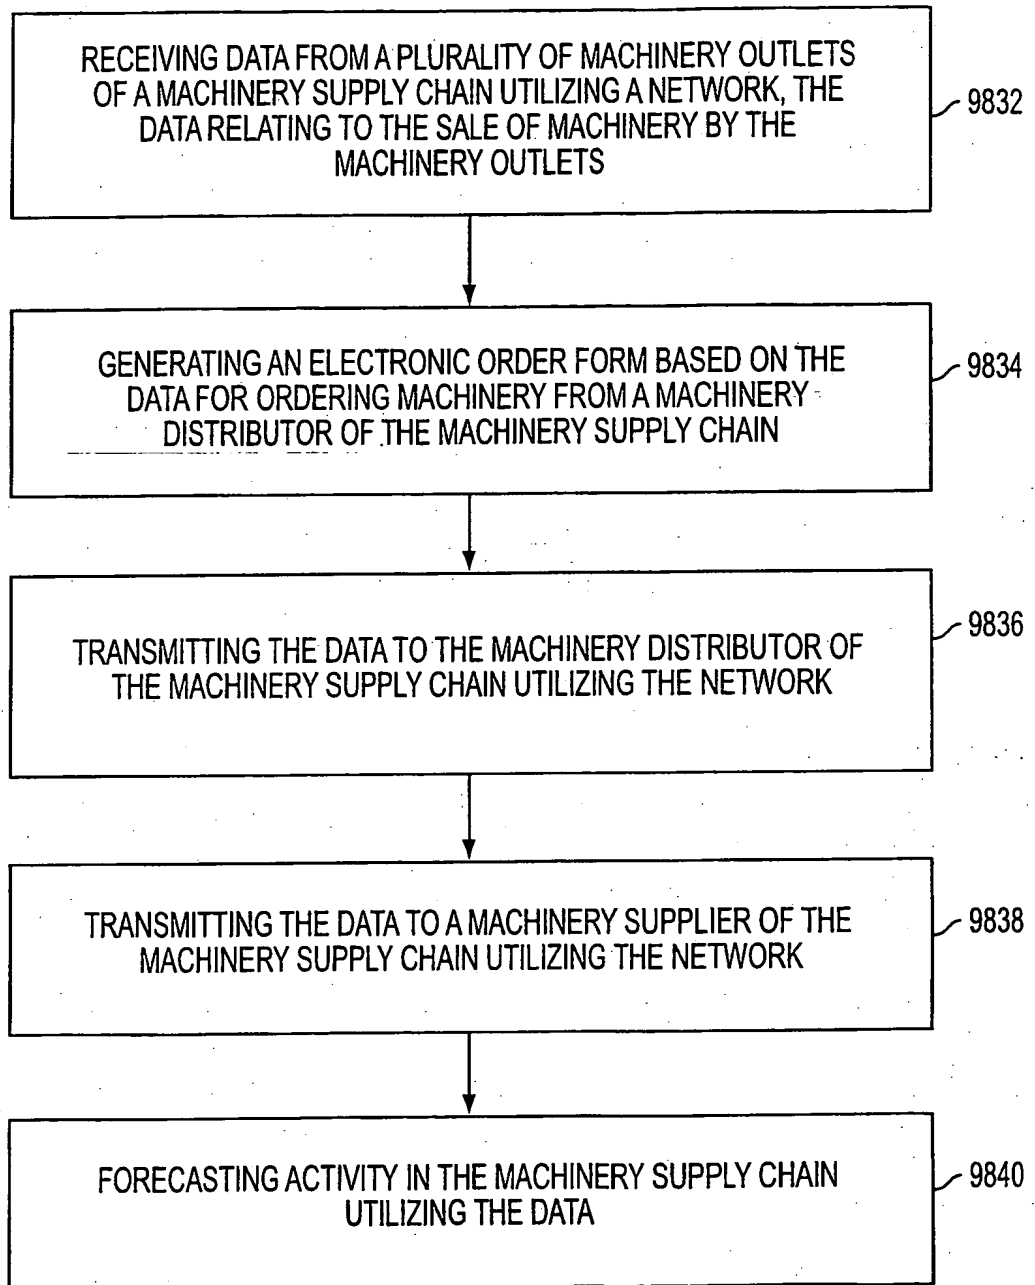 RECEIVING DATA FROM A PLURALITY OF MACHINERY OUTLETS
OF A MACHINERY SUPPLY CHAIN UTILIZING A NETWORK, THE
DATA RELATING TO THE SALE OF MACHINERY BY THE
MACHINERY OUTLETS
9832
GENERATING AN ELECTRONIC ORDER FORM BASED ON THE
DATA FOR ORDERING MACHINERY FROM A MACHINERY
DISTRIBUTOR OF THE MACHINERY SUPPLY CHAIN
9834
TRANSMITTING THE DATA TO THE MACHINERY DISTRIBUTOR OF
THE MACHINERY SUPPLY CHAIN UTILIZING THE NETWORK
9836
TRANSMITTING THE DATA TO A MACHINERY SUPPLIER OF THE
MACHINERY SUPPLY CHAIN UTILIZING THE NETWORK
9838
FORECASTING ACTIVITY IN THE MACHINERY SUPPLY CHAIN
UTILIZING THE DATA
9840